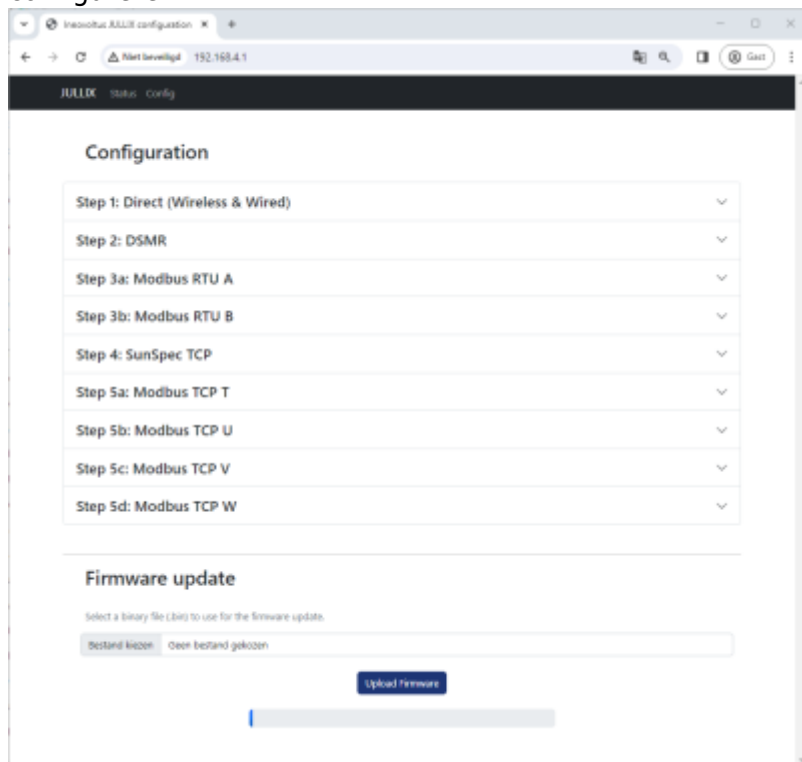 Ineovoltus JULLIX configuration
Niet beveiligd 192.168.4.1
Gast
JULLIX Status Config
Configuration
Step 1: Direct (Wireless & Wired)
Step 2: DSMR
Step 3a: Modbus RTU A
Step 3b: Modbus RTU B
Step 4: SunSpec TCP
Step 5a: Modbus TCP T
Step 5b: Modbus TCP U
Step 5c: Modbus TCP V
Step 5d: Modbus TCP W
Firmware update
Select a binary file (.bin) to use for the firmware update.
Bestand kiezen Geen bestand gekozen
Upload Firmware